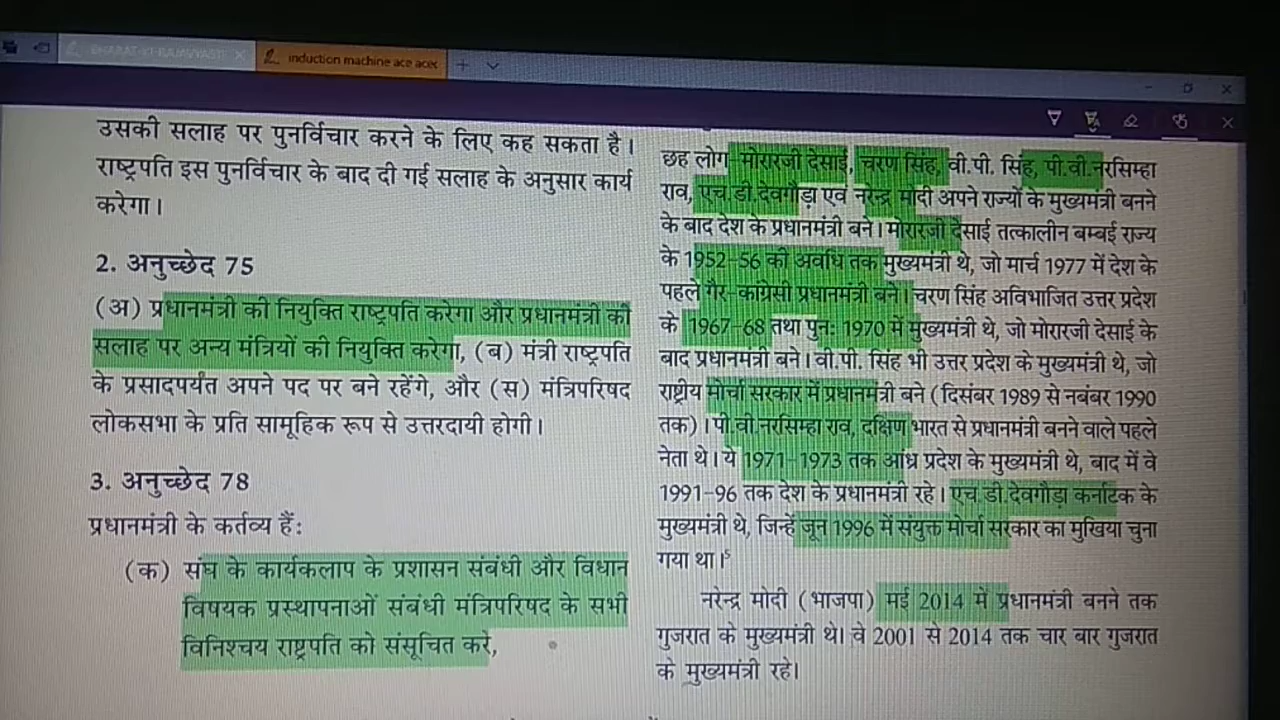 induction machine ace acec
उसकी सलाह पर पुनर्विचार करने के लिए कह सकता है।
राष्ट्रपति इस पुनर्विचार के बाद दी गई सलाह के अनुसार कार्य
करेगा।
2. अनुच्छेद 75
(अ) प्रधानमंत्री की नियुक्ति राष्ट्रपति करेगा और प्रधानमंत्री की
सलाह पर अन्य मंत्रियों की नियुक्ति करेगा, (ब) मंत्री राष्ट्रपति
के प्रसादपर्यंत अपने पद पर बने रहेंगे, और (स) मंत्रिपरिषद
लोकसभा के प्रति सामूहिक रूप से उत्तरदायी होगी।
3. अनुच्छेद 78
प्रधानमंत्री के कर्तव्य हैं:
(क) संघ के कार्यकलाप के प्रशासन संबंधी और विधान
विषयक प्रस्थापनाओं संबंधी मंत्रिपरिषद के सभी
विनिश्चय राष्ट्रपति को संसूचित करे,
छह लोग-मोरारजी देसाई, चरण सिंह, वी.पी. सिंह, पी.वी.नरसिम्हा
राव, एच.डी.देवगौड़ा एवं नरेन्द्र मोदी अपने राज्यों के मुख्यमंत्री बनने
के बाद देश के प्रधानमंत्री बने। मोरारजी देसाई तत्कालीन बम्बई राज्य
के 1952-56 की अवधि तक मुख्यमंत्री थे, जो मार्च 1977 में देश के
पहले गैर-कांग्रेसी प्रधानमंत्री बने। चरण सिंह अविभाजित उत्तर प्रदेश
के 1967-68 तथा पुन: 1970 में मुख्यमंत्री थे, जो मोरारजी देसाई के
बाद प्रधानमंत्री बने। वी.पी. सिंह भी उत्तर प्रदेश के मुख्यमंत्री थे, जो
राष्ट्रीय मोर्चा सरकार में प्रधानमंत्री बने (दिसंबर 1989 से नबंबर 1990
तक)। पी.वी.नरसिम्हा राव, दक्षिण भारत से प्रधानमंत्री बनने वाले पहले
नेता थे। ये 1971-1973 तक आंध्र प्रदेश के मुख्यमंत्री थे, बाद में वे
1991-96 तक देश के प्रधानमंत्री रहे। एच.डी.देवगौड़ा कर्नाटक के
मुख्यमंत्री थे, जिन्हें जून 1996 में संयुक्त मोर्चा सरकार का मुखिया चुना
गया था।⁵
नरेन्द्र मोदी (भाजपा) मई 2014 में प्रधानमंत्री बनने तक
गुजरात के मुख्यमंत्री थे। वे 2001 से 2014 तक चार बार गुजरात
के मुख्यमंत्री रहे।